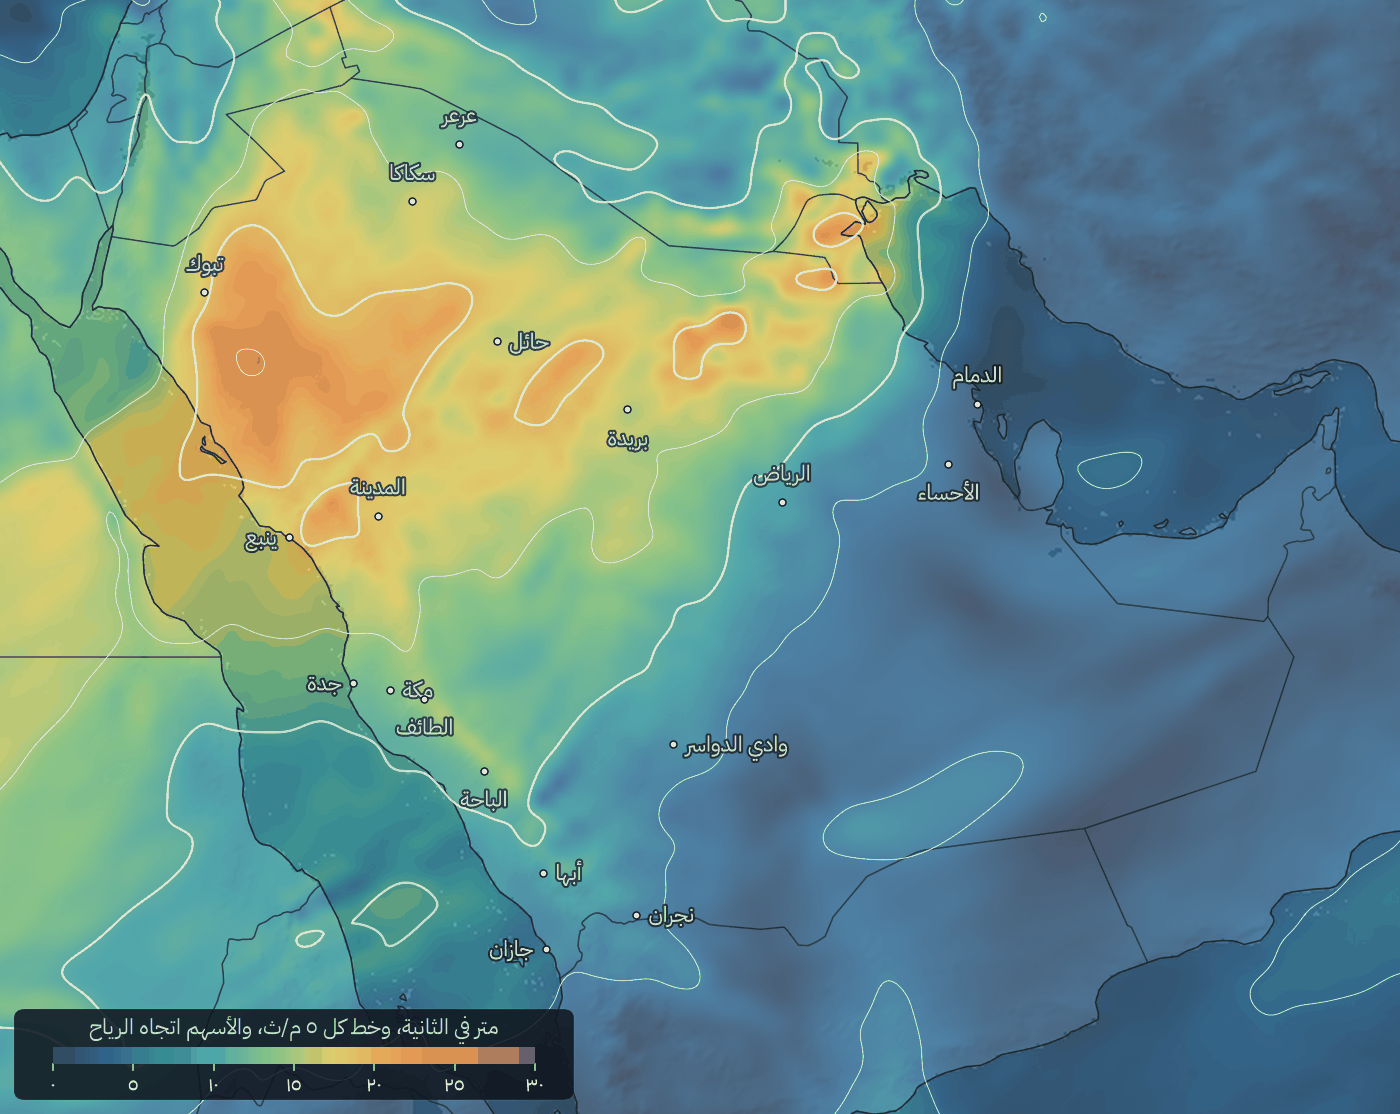 عرعر
سكاكا
تبوك
حائل
الدمام
بريدة
الرياض
الأحساء
المدينة
ينبع
جدة
مكة
الطائف
وادي الدواسر
الباحة
أبها
نجران
جازان
متر في الثانية، وخط كل ٥ م/ث، والأسهم اتجاه الرياح
٠ ٥ ١٠ ١٥ ٢٠ ٢٥ ٣٠